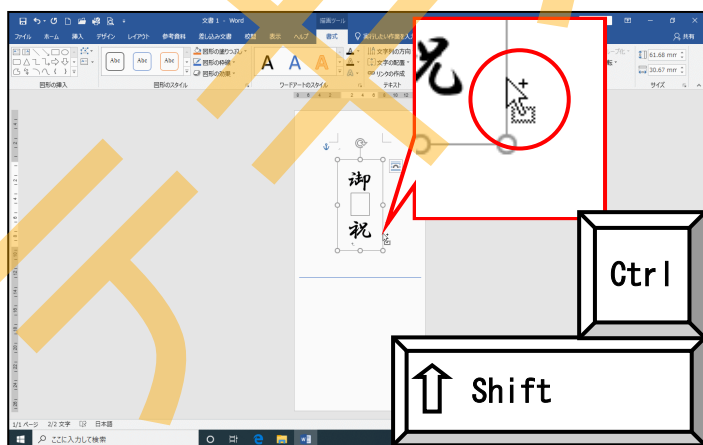 文書 1 - Word
描画ツール
ファイル ホーム 挿入 デザイン レイアウト 参考資料 差し込み文書 校閲 表示 ヘルプ 書式 実行したい作業を入
共有
Abc Abc Abc
図形の塗りつぶし
図形の枠線
図形の効果
A A A
文字列の方向
文字の配置
リンクの作成
61.68 mm
30.67 mm
図形の挿入 図形のスタイル ワードアートのスタイル テキスト サイズ
御
祝
祝
Ctrl
Shift
1/1 ページ 2/2 文字 日本語
ここに入力して検索